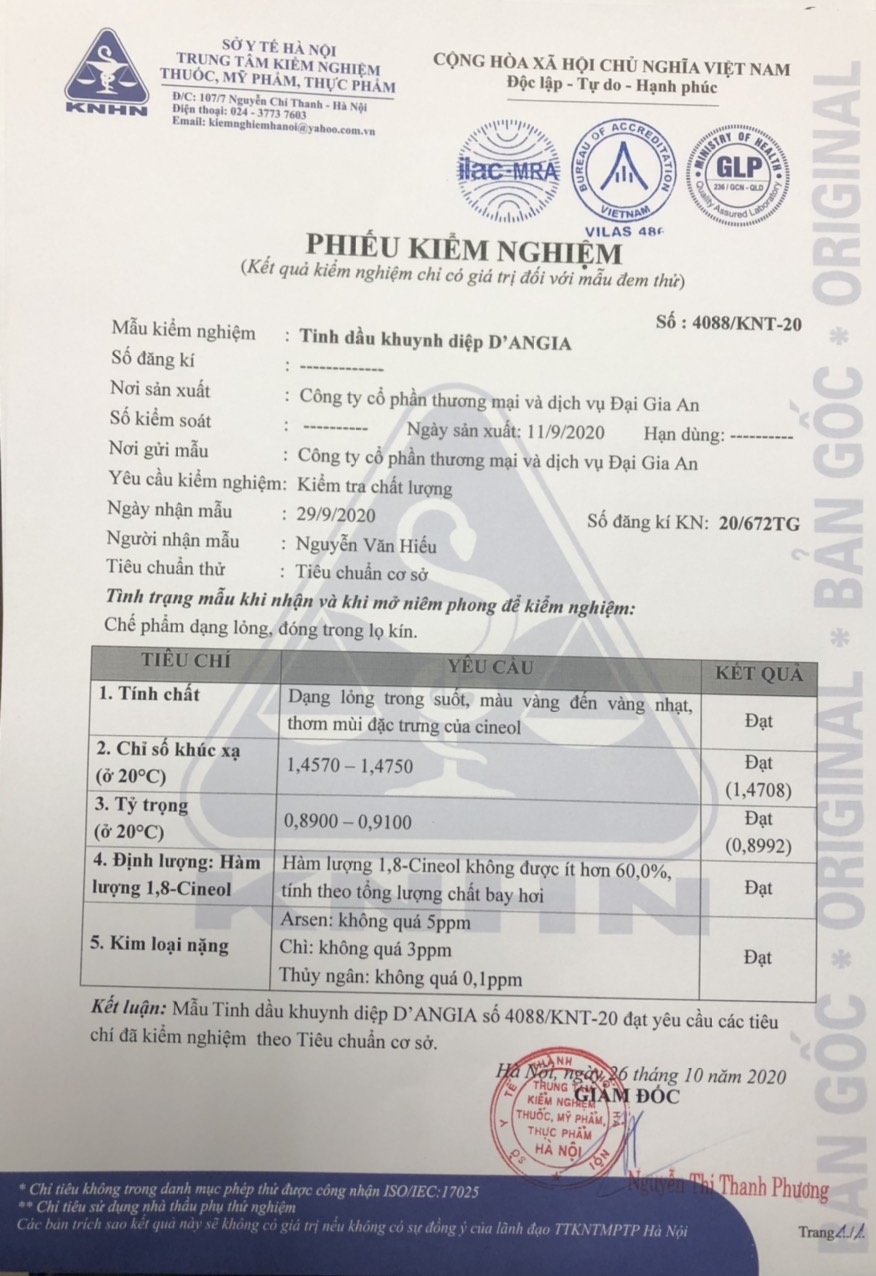 SỞ Y TẾ HÀ NỘI
TRUNG TÂM KIỂM NGHIỆM
THUỐC, MỸ PHẨM, THỰC PHẨM
Đ/C: 107/7 Nguyễn Chí Thanh - Hà Nội
Điện thoại: 024 - 3773 7603
Email: kiemnghiemhanoi@yahoo.com.vn
KNHN
CỘNG HÒA XÃ HỘI CHỦ NGHĨA VIỆT NAM
Độc lập - Tự do - Hạnh phúc
ilac-MRA
BUREAU OF ACCREDITATION
VIETNAM
VILAS 486
MINISTRY OF HEALTH
GLP
236 / GCN - QLD
Quality Assured Laboratory
PHIẾU KIỂM NGHIỆM
(Kết quả kiểm nghiệm chỉ có giá trị đối với mẫu đem thử)
Số : 4088/KNT-20
Mẫu kiểm nghiệm : Tinh dầu khuynh diệp D'ANGIA
Số đăng kí : -------------
Nơi sản xuất : Công ty cổ phần thương mại và dịch vụ Đại Gia An
Số kiểm soát : ---------- Ngày sản xuất: 11/9/2020 Hạn dùng: ----------
Nơi gửi mẫu : Công ty cổ phần thương mại và dịch vụ Đại Gia An
Yêu cầu kiểm nghiệm: Kiểm tra chất lượng
Ngày nhận mẫu : 29/9/2020 Số đăng kí KN: 20/672TG
Người nhận mẫu : Nguyễn Văn Hiếu
Tiêu chuẩn thử : Tiêu chuẩn cơ sở
Tình trạng mẫu khi nhận và khi mở niêm phong để kiểm nghiệm:
Chế phẩm dạng lỏng, đóng trong lọ kín.
TIÊU CHÍ YÊU CẦU KẾT QUẢ
1. Tính chất Dạng lỏng trong suốt, màu vàng đến vàng nhạt, Đạt
thơm mùi đặc trưng của cineol
2. Chỉ số khúc xạ 1,4570 – 1,4750 Đạt
(ở 20°C) (1,4708)
3. Tỷ trọng 0,8900 – 0,9100 Đạt
(ở 20°C) (0,8992)
4. Định lượng: Hàm Hàm lượng 1,8-Cineol không được ít hơn 60,0%, Đạt
lượng 1,8-Cineol tính theo tổng lượng chất bay hơi
5. Kim loại nặng Arsen: không quá 5ppm Đạt
Chì: không quá 3ppm
Thủy ngân: không quá 0,1ppm
Kết luận: Mẫu Tinh dầu khuynh diệp D'ANGIA số 4088/KNT-20 đạt yêu cầu các tiêu
chí đã kiểm nghiệm theo Tiêu chuẩn cơ sở.
Hà Nội, ngày 26 tháng 10 năm 2020
GIÁM ĐỐC
SỞ Y TẾ THÀNH PHỐ HÀ NỘI
TRUNG TÂM
KIỂM NGHIỆM
THUỐC, MỸ PHẨM,
THỰC PHẨM
HÀ NỘI
Nguyễn Thị Thanh Phương
* Chỉ tiêu không trong danh mục phép thử được công nhận ISO/IEC:17025
** Chỉ tiêu sử dụng nhà thầu phụ thử nghiệm
Các bản trích sao kết quả này sẽ không có giá trị nếu không có sự đồng ý của lãnh đạo TTKNTMPTP Hà Nội
Trang 1./1.
KNHN
BẢN GỐC * ORIGINAL * BẢN GỐC * ORIGINAL